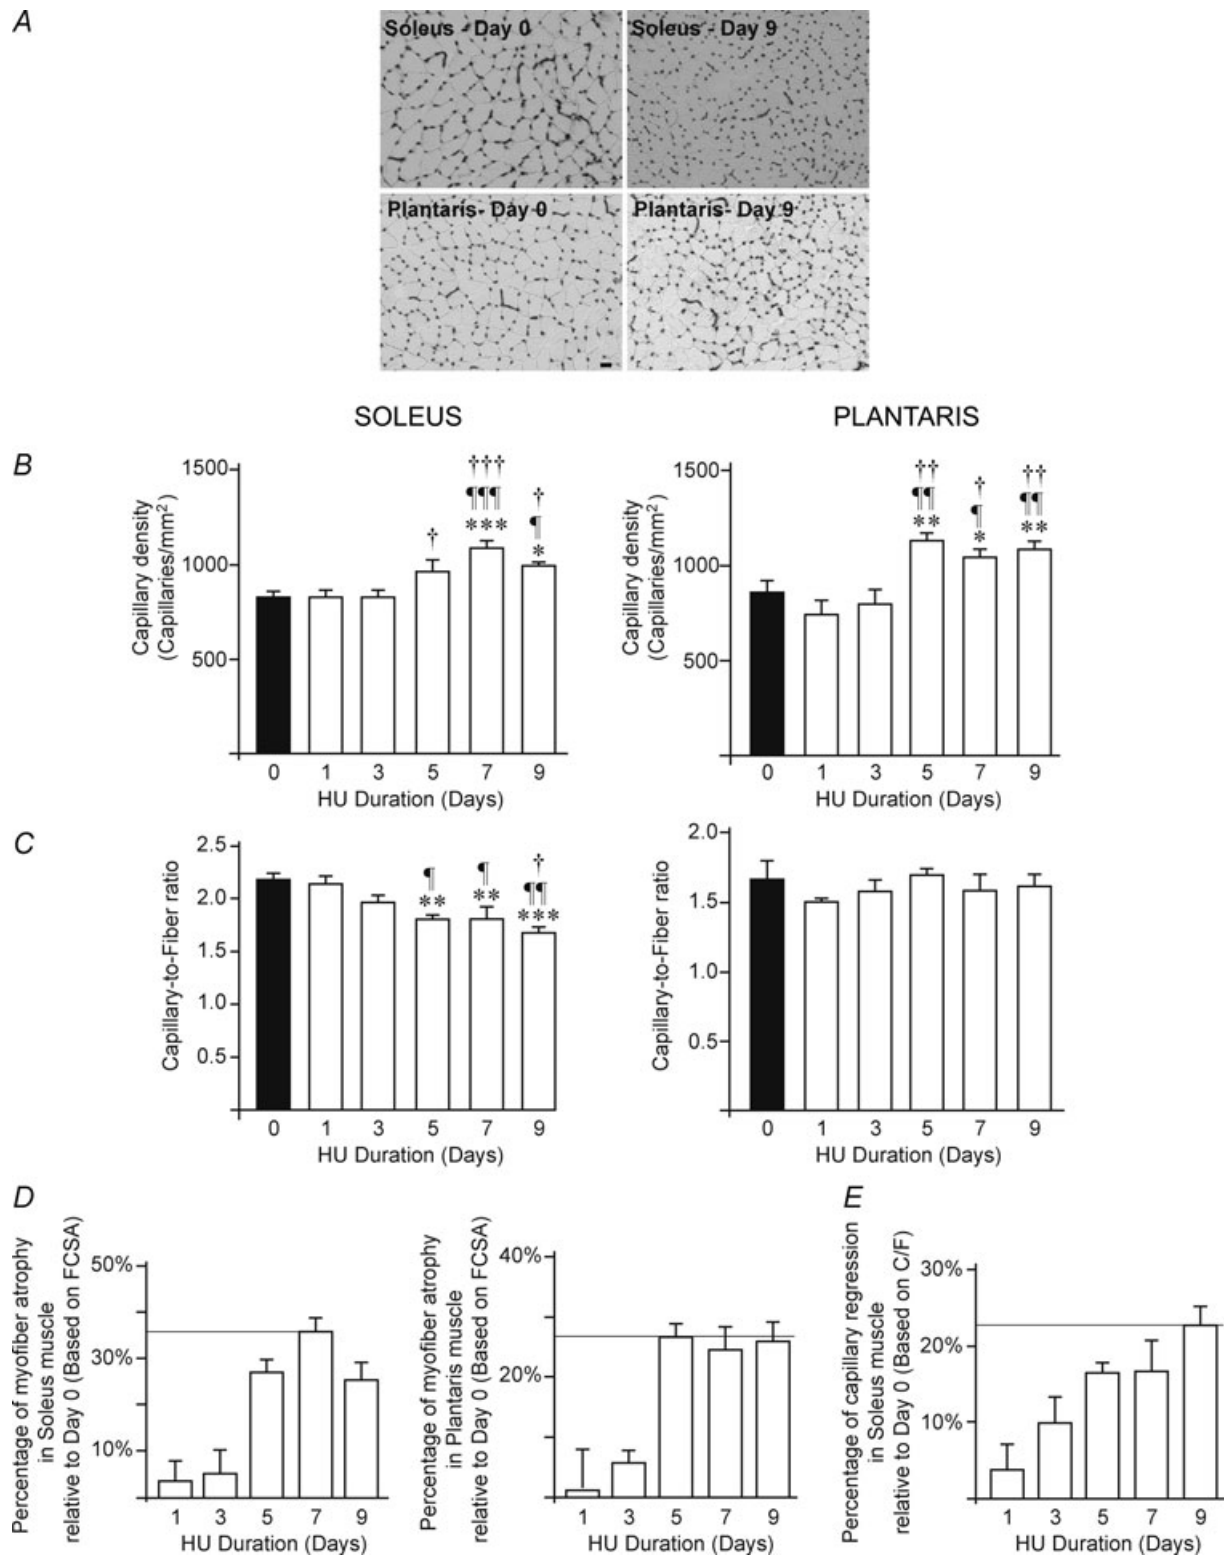 A
Soleus - Day 0
Soleus - Day 9
Plantaris- Day 0
Plantaris- Day 9
SOLEUS
PLANTARIS
B
Capillary density
(Capillaries/mm²)
1500
1000
500
†
†††
¶¶¶
***
†
¶
*
0 1 3 5 7 9
HU Duration (Days)
Capillary density
(Capillaries/mm²)
1500
1000
500
††
¶¶
**
†
¶
*
††
¶¶
**
0 1 3 5 7 9
HU Duration (Days)
C
Capillary-to-Fiber ratio
2.5
2.0
1.5
1.0
0.5
¶
**
¶
**
†
¶¶
***
0 1 3 5 7 9
HU Duration (Days)
Capillary-to-Fiber ratio
2.0
1.5
1.0
0.5
0 1 3 5 7 9
HU Duration (Days)
D
Percentage of myofiber atrophy
in Soleus muscle
relative to Day 0 (Based on FCSA)
50%
30%
10%
1 3 5 7 9
HU Duration (Days)
Percentage of myofiber atrophy
in Plantaris muscle
relative to Day 0 (Based on FCSA)
40%
20%
1 3 5 7 9
HU Duration (Days)
E
Percentage of capillary regression
in Soleus muscle
relative to Day 0 (Based on C/F)
30%
20%
10%
1 3 5 7 9
HU Duration (Days)